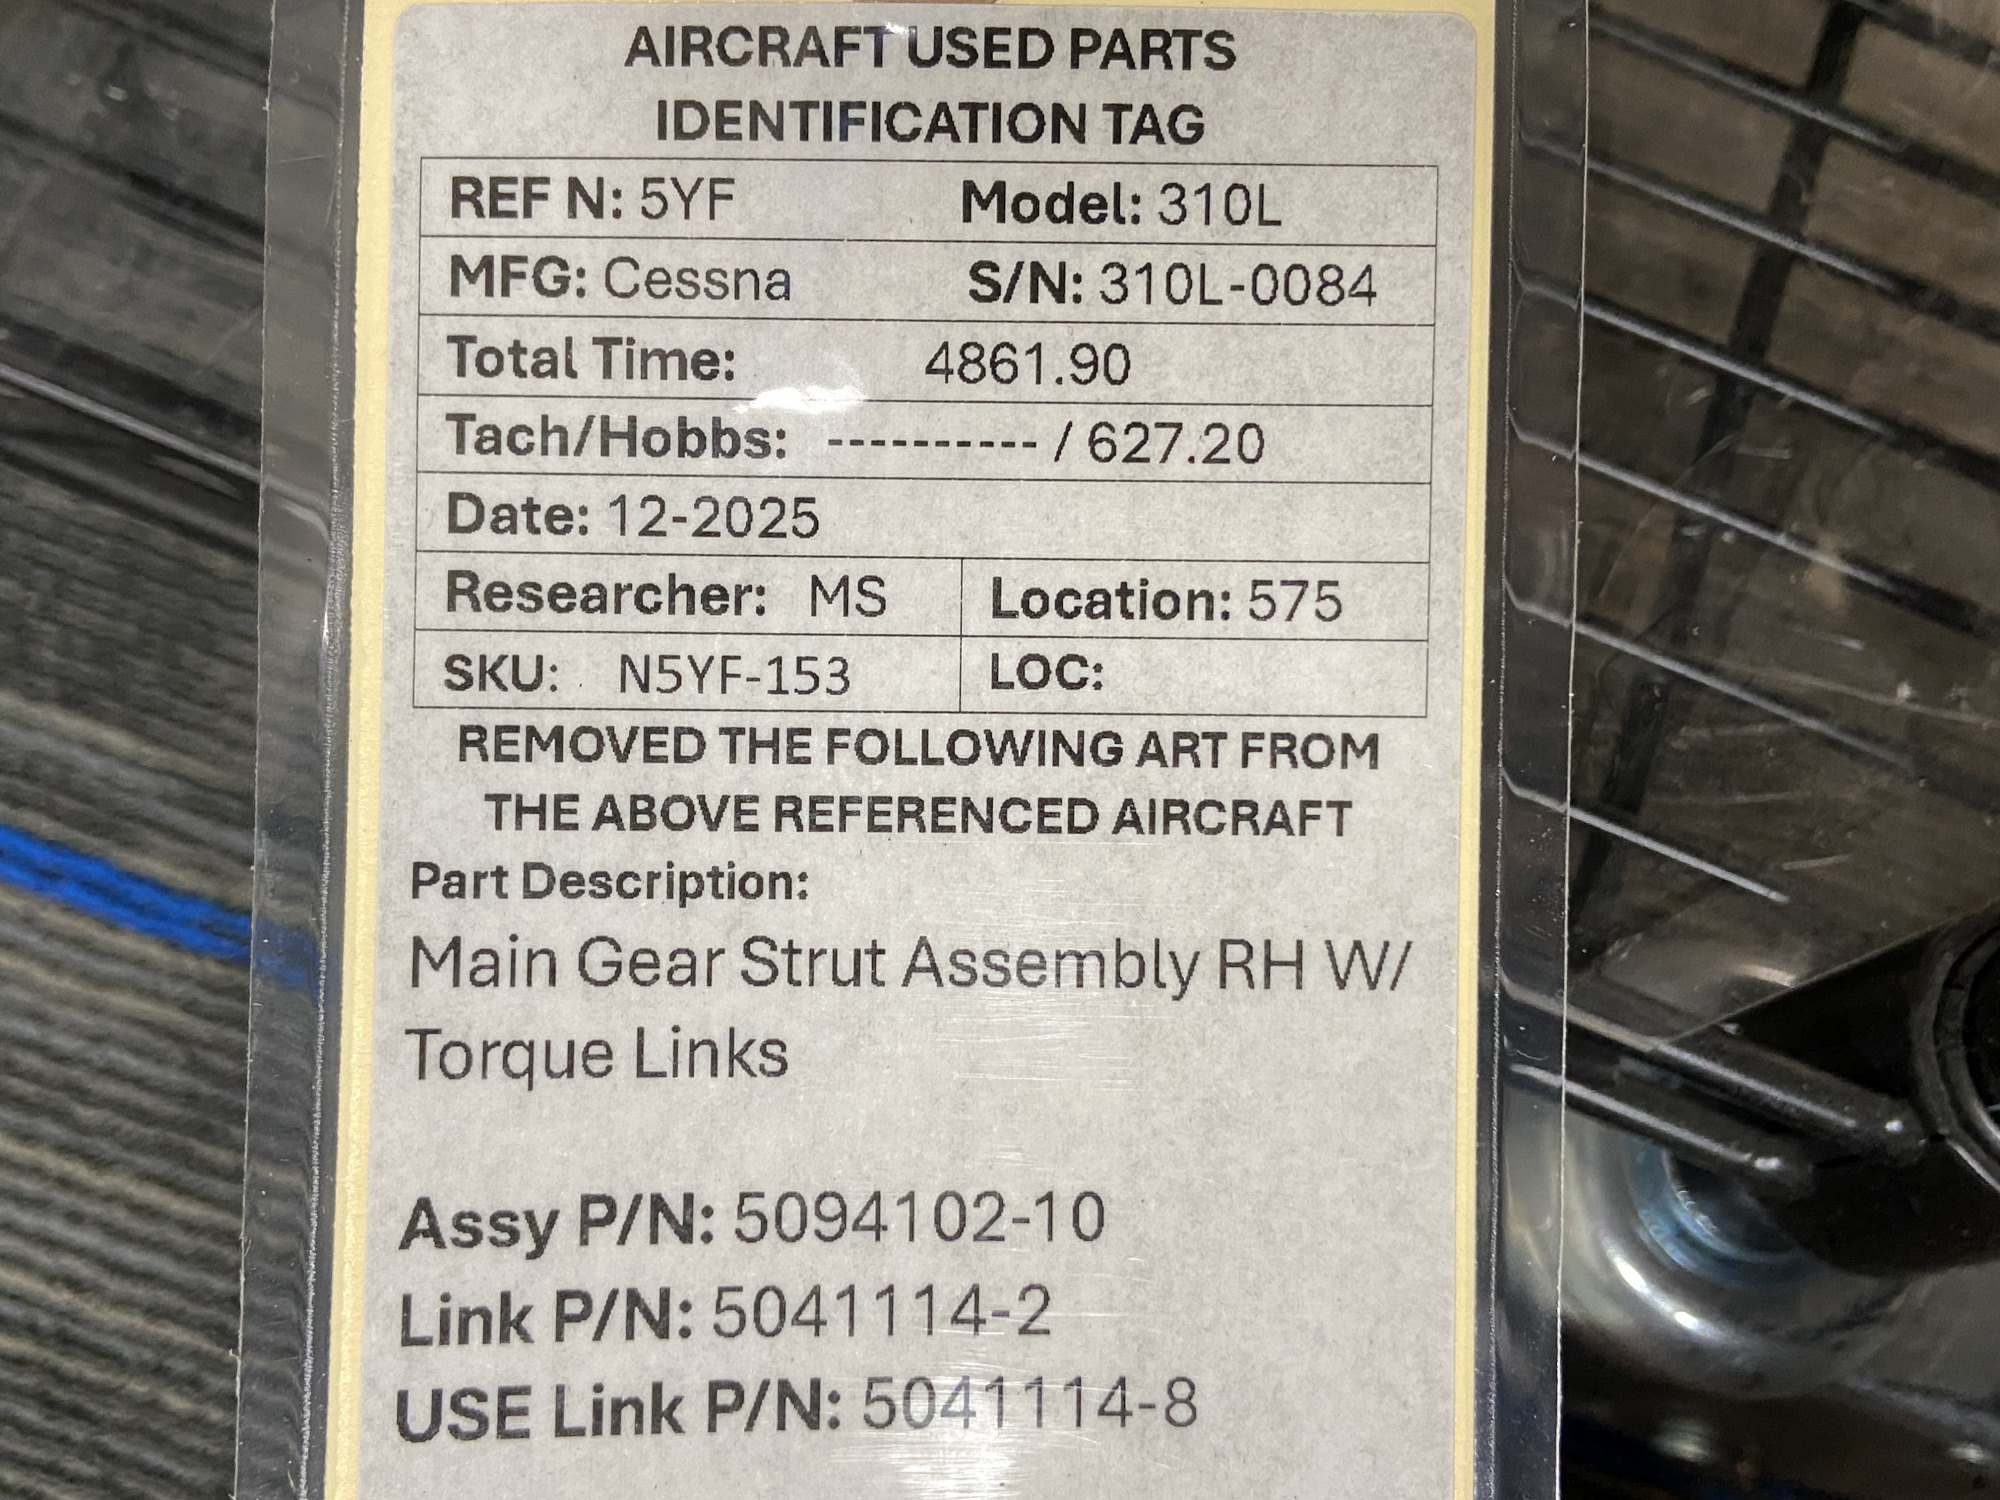 AIRCRAFT USED PARTS
IDENTIFICATION TAG
REF N: 5YF Model: 310L
MFG: Cessna S/N: 310L-0084
Total Time: 4861.90
Tach/Hobbs: ---------- / 627.20
Date: 12-2025
Researcher: MS Location: 575
SKU: N5YF-153 LOC:
REMOVED THE FOLLOWING ART FROM
THE ABOVE REFERENCED AIRCRAFT
Part Description:
Main Gear Strut Assembly RH W/
Torque Links
Assy P/N: 5094102-10
Link P/N: 5041114-2
USE Link P/N: 5041114-8